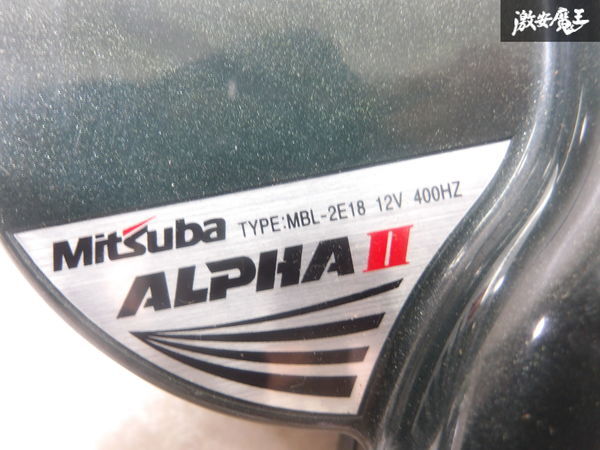 激安魔王
Mitsuba TYPE:MBL-2E18 12V 400HZ
ALPHA II